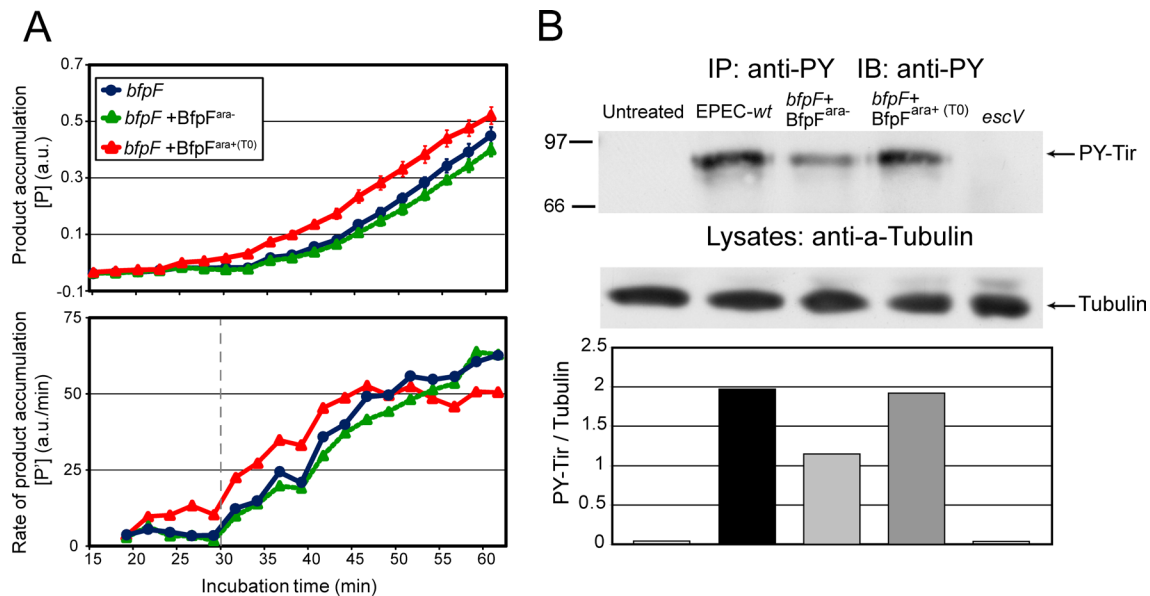 A
Product accumulation
[P] (a.u.)
0.7
0.5
0.3
0.1
-0.1
bfpF
bfpF +BfpFara-
bfpF +BfpFara+(T0)
Rate of product accumulation
[P'] (a.u./min)
75
50
25
0
15 20 25 30 35 40 45 50 55 60
Incubation time (min)
B
IP: anti-PY IB: anti-PY
Untreated EPEC-wt bfpF+ BfpFara- bfpF+ BfpFara+ (T0) escV
97
66
PY-Tir
Lysates: anti-a-Tubulin
Tubulin
PY-Tir / Tubulin
2.5
2
1.5
1
0.5
0